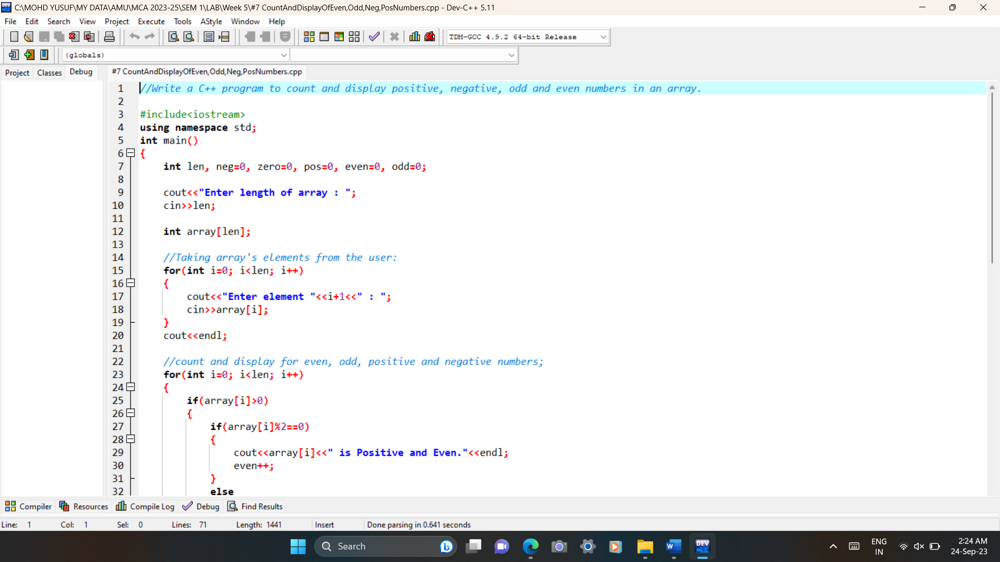 C:\MOHD YUSUF\MY DATA\AMU\MCA 2023-25\SEM 1\LAB\Week 5\#7 CountAndDisplayOfEven,Odd,Neg,PosNumbers.cpp - Dev-C++ 5.11
File Edit Search View Project Execute Tools AStyle Window Help
TDM-GCC 4.9.2 64-bit Release
(globals)
Project Classes Debug
#7 CountAndDisplayOfEven,Odd,Neg,PosNumbers.cpp
1 //Write a C++ program to count and display positive, negative, odd and even numbers in an array.
2
3 #include<iostream>
4 using namespace std;
5 int main()
6 {
7 int len, neg=0, zero=0, pos=0, even=0, odd=0;
8
9 cout<<"Enter length of array : ";
10 cin>>len;
11
12 int array[len];
13
14 //Taking array's elements from the user:
15 for(int i=0; i<len; i++)
16 {
17 cout<<"Enter element "<<i+1<<" : ";
18 cin>>array[i];
19 }
20 cout<<endl;
21
22 //count and display for even, odd, positive and negative numbers;
23 for(int i=0; i<len; i++)
24 {
25 if(array[i]>0)
26 {
27 if(array[i]%2==0)
28 {
29 cout<<array[i]<<" is Positive and Even."<<endl;
30 even++;
31 }
32 else
Compiler Resources Compile Log Debug Find Results
Line: 1 Col: 1 Sel: 0 Lines: 71 Length: 1441 Insert Done parsing in 0.641 seconds
Search
W
DEV C++
ENG
IN
2:24 AM
24-Sep-23